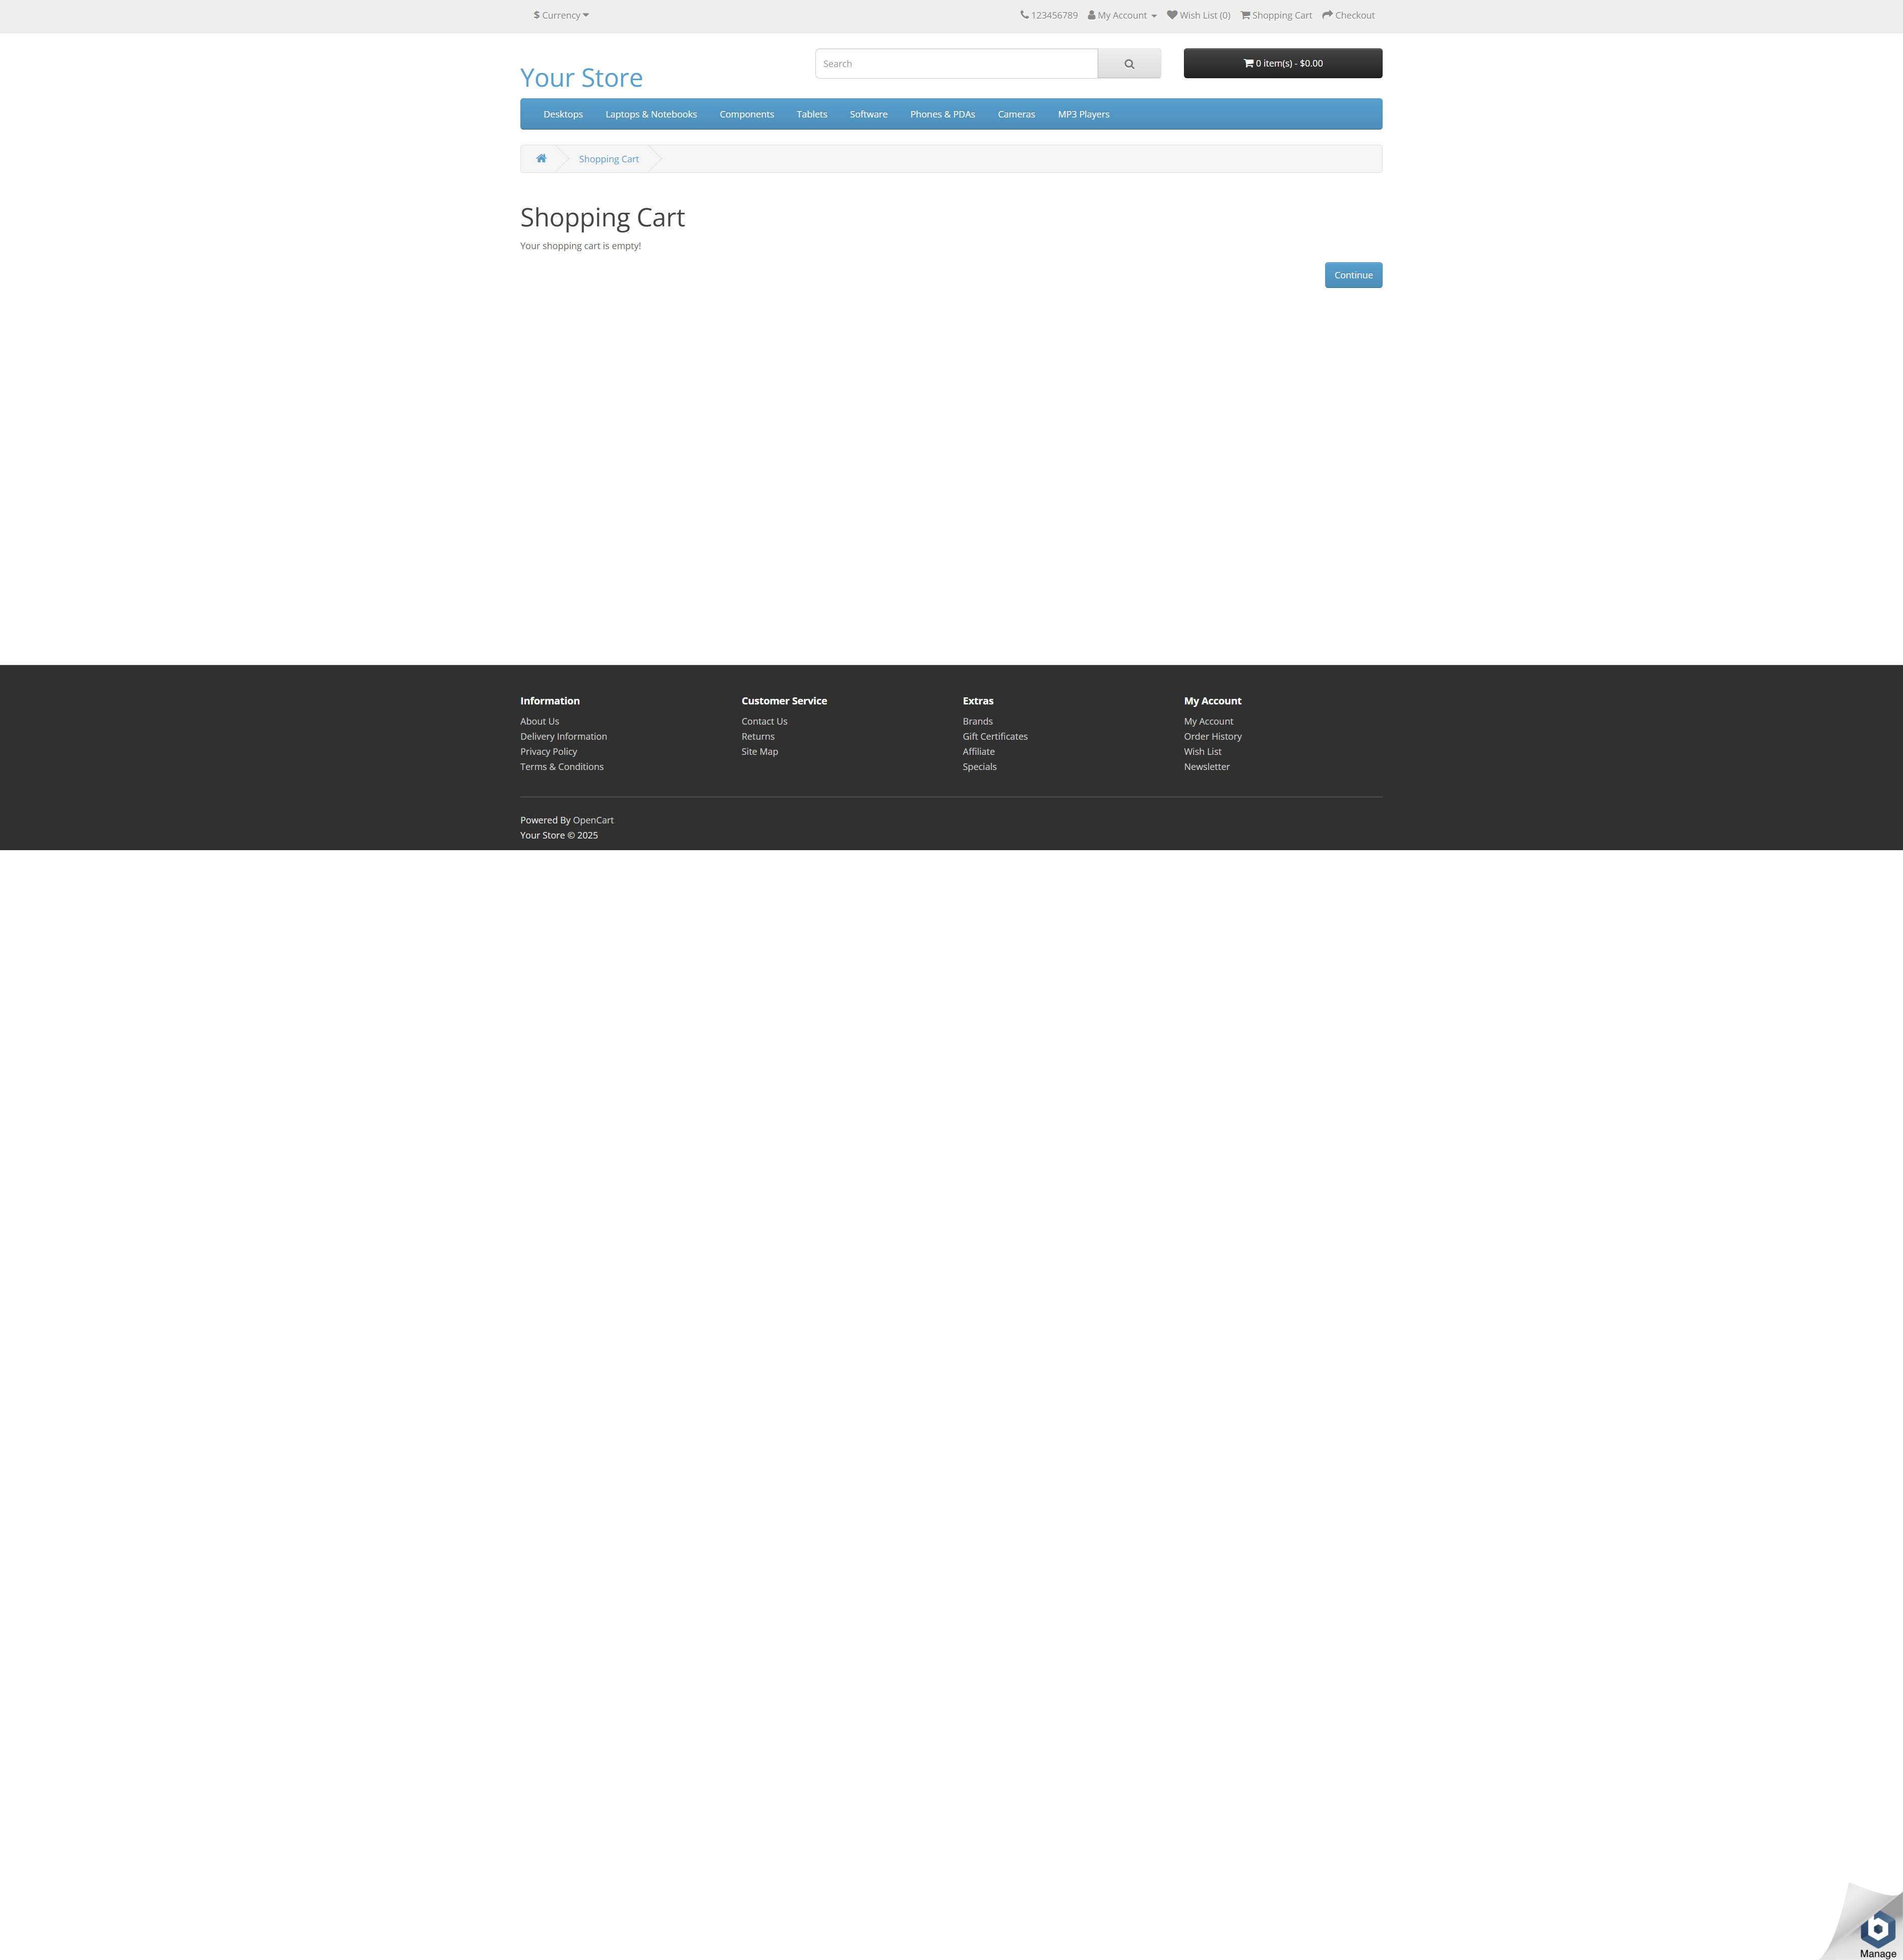 $ Currency
123456789 My Account Wish List (0) Shopping Cart Checkout
Your Store
Search
0 item(s) - $0.00
Desktops Laptops & Notebooks Components Tablets Software Phones & PDAs Cameras MP3 Players
Shopping Cart
Shopping Cart
Your shopping cart is empty!
Continue
Information
About Us
Delivery Information
Privacy Policy
Terms & Conditions
Customer Service
Contact Us
Returns
Site Map
Extras
Brands
Gift Certificates
Affiliate
Specials
My Account
My Account
Order History
Wish List
Newsletter
Powered By OpenCart
Your Store © 2025
Manage